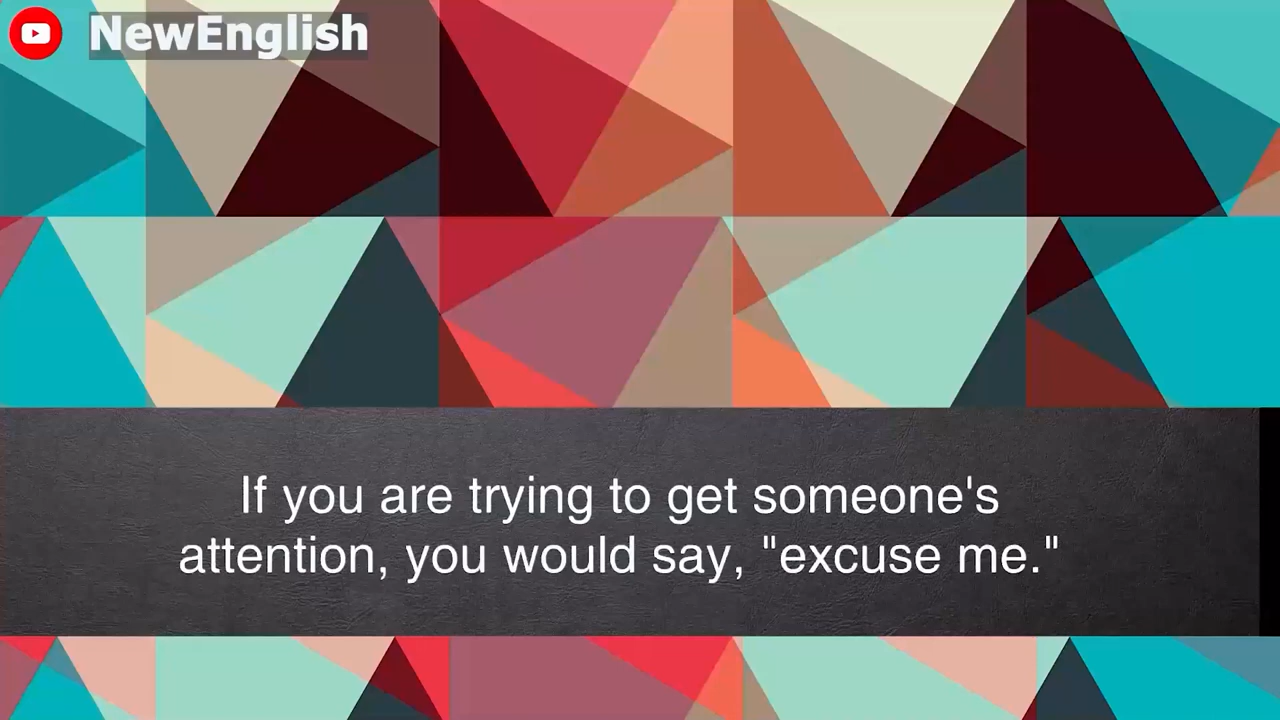 NewEnglish
If you are trying to get someone's
attention, you would say, "excuse me."